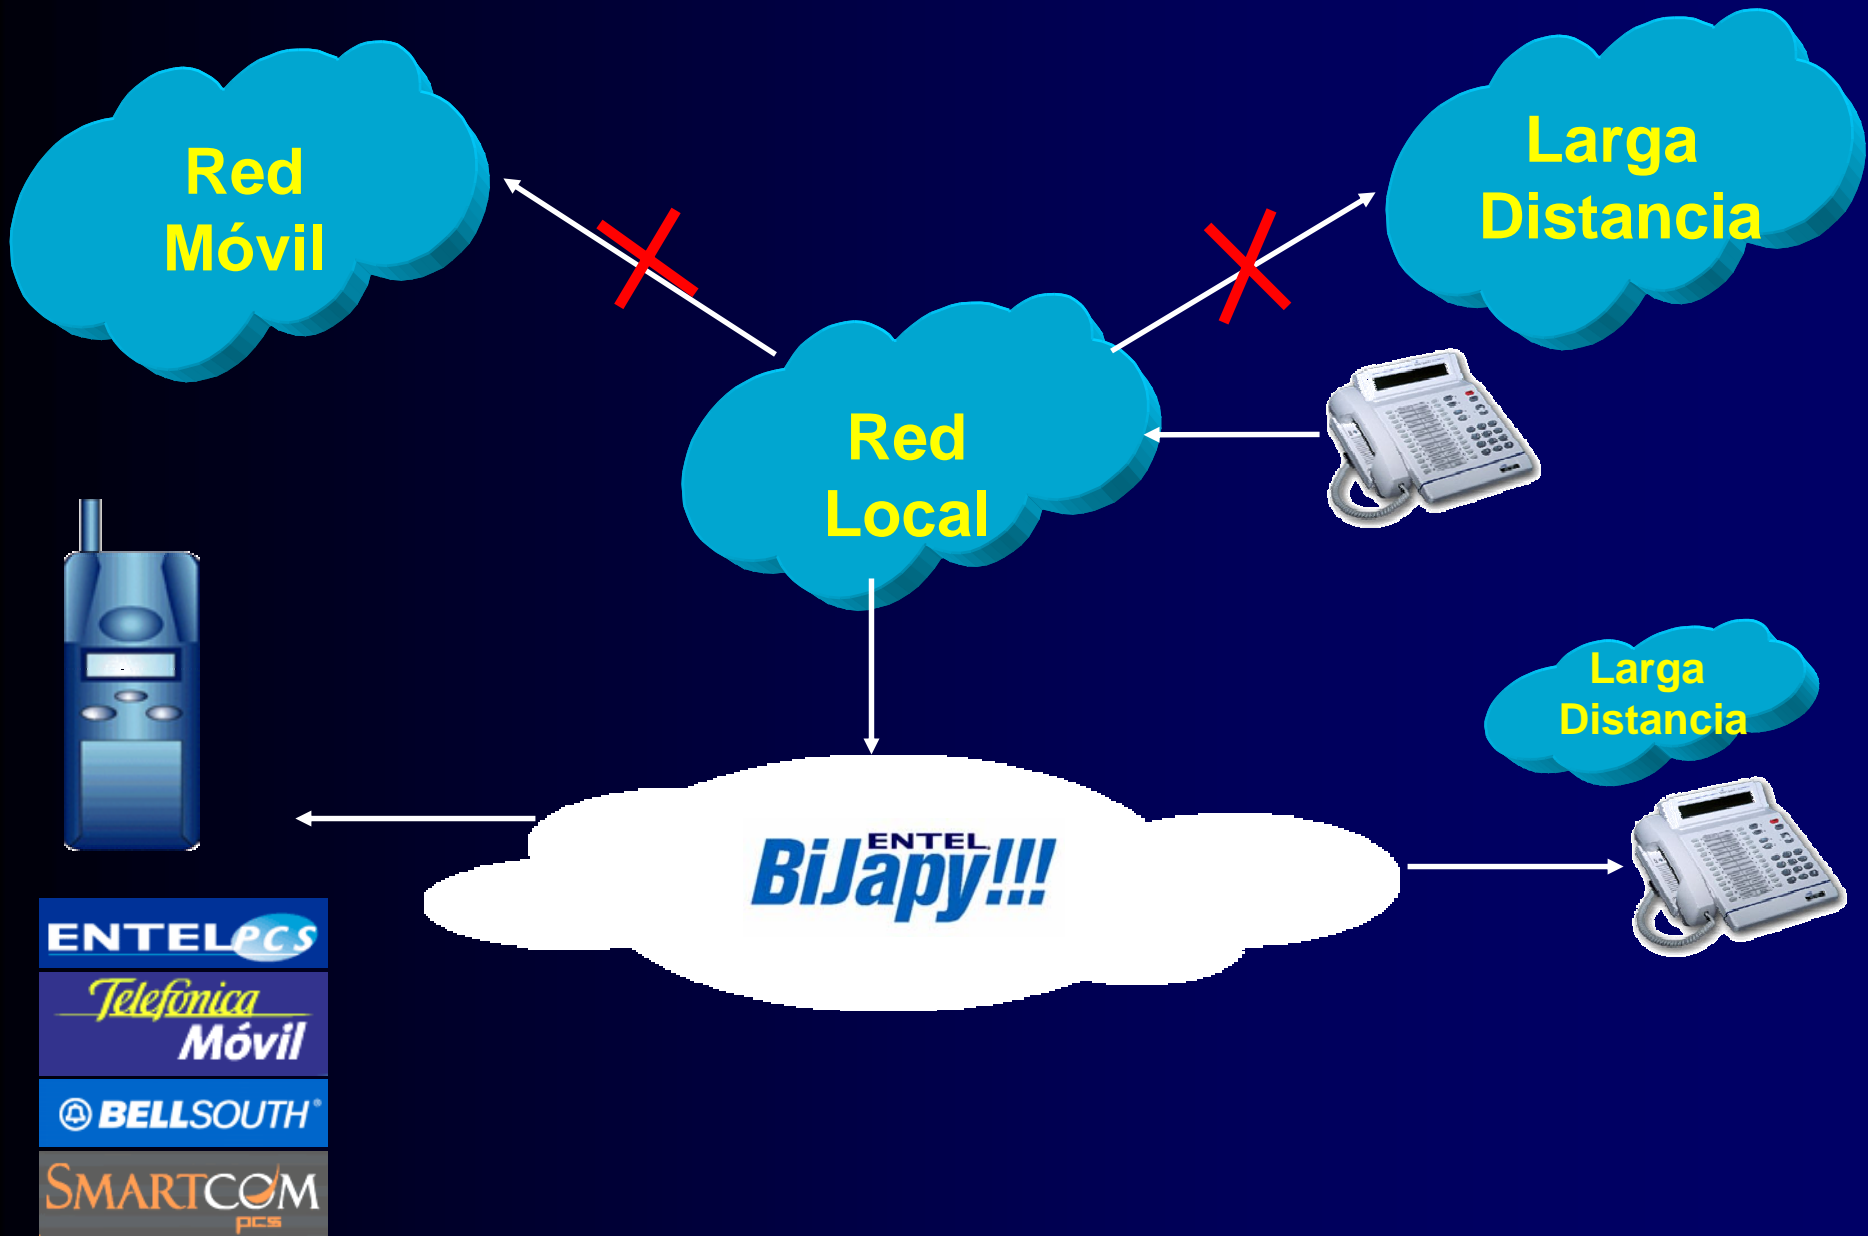 Red
Móvil
Larga
Distancia
Red
Local
Larga
Distancia
ENTEL
BiJapy!!!
ENTEL PCS
Telefónica
Móvil
BELLSOUTH®
SMARTCOM
pcs